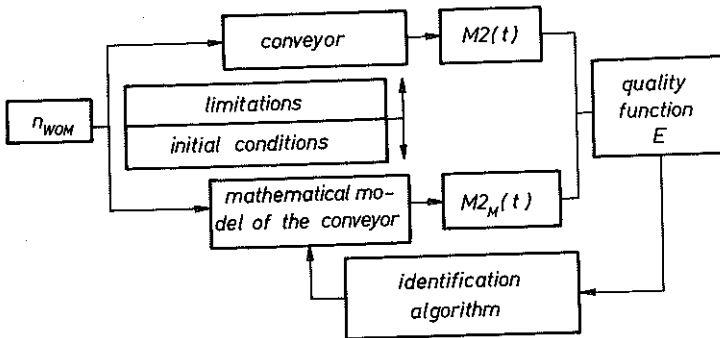 conveyor
M2(t)
quality
function
E
limitations
n_WOM
initial conditions
mathematical mo-
del of the conveyor
M2_M(t)
identification
algorithm